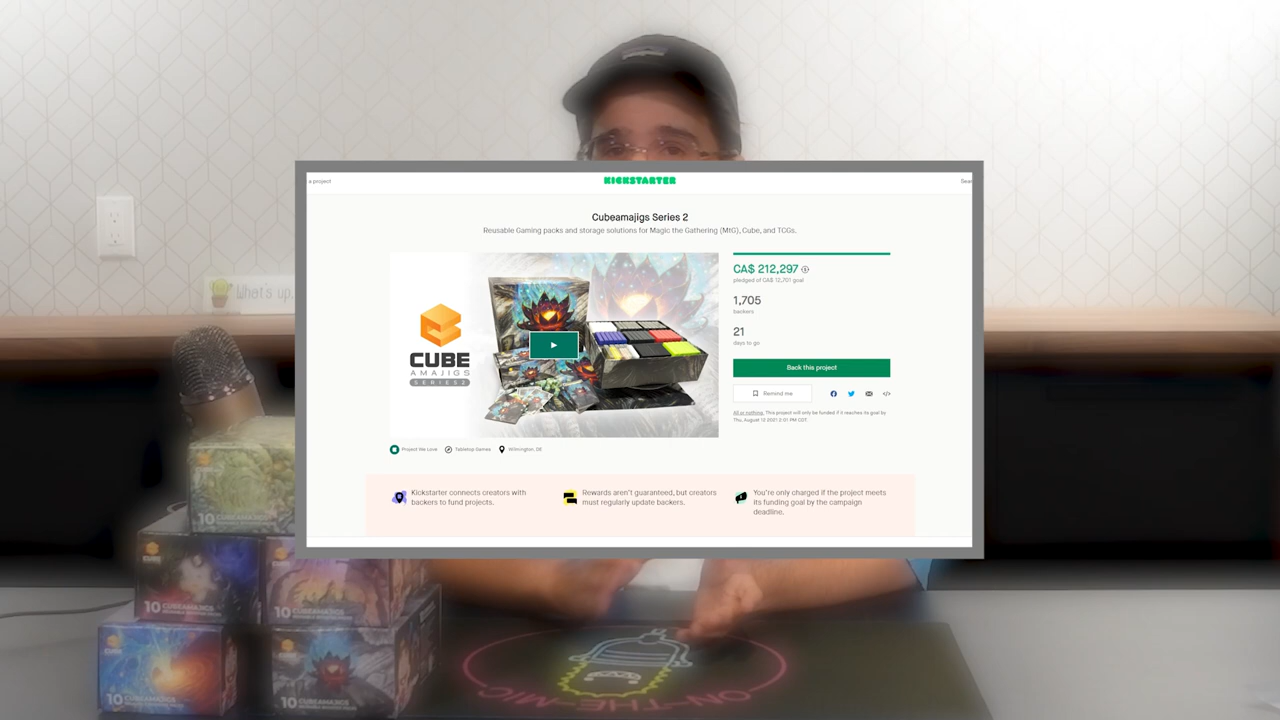 a project
KICKSTARTER
Sear
Cubeamajigs Series 2
Reusable Gaming packs and storage solutions for Magic the Gathering (MtG), Cube, and TCGs.
CUBE
AMAJIGS
SERIES 2
CA$ 212,297
pledged of CA$ 12,701 goal
1,705
backers
21
days to go
Back this project
Remind me
All or nothing. This project will only be funded if it reaches its goal by
Thu, August 12 2021 2:01 PM CDT.
Project We Love
Tabletop Games
Wilmington, DE
Kickstarter connects creators with
backers to fund projects.
Rewards aren't guaranteed, but creators
must regularly update backers.
You're only charged if the project meets
its funding goal by the campaign
deadline.
What's up,
10 CUBEAMAJIGS
CUBE
10 CUBEAMAJIGS
10 CUBEAMAJIGS
CUBE
10 CUBEAMAJIGS
10 CUBEAMAJIGS
ON-THE-MIC